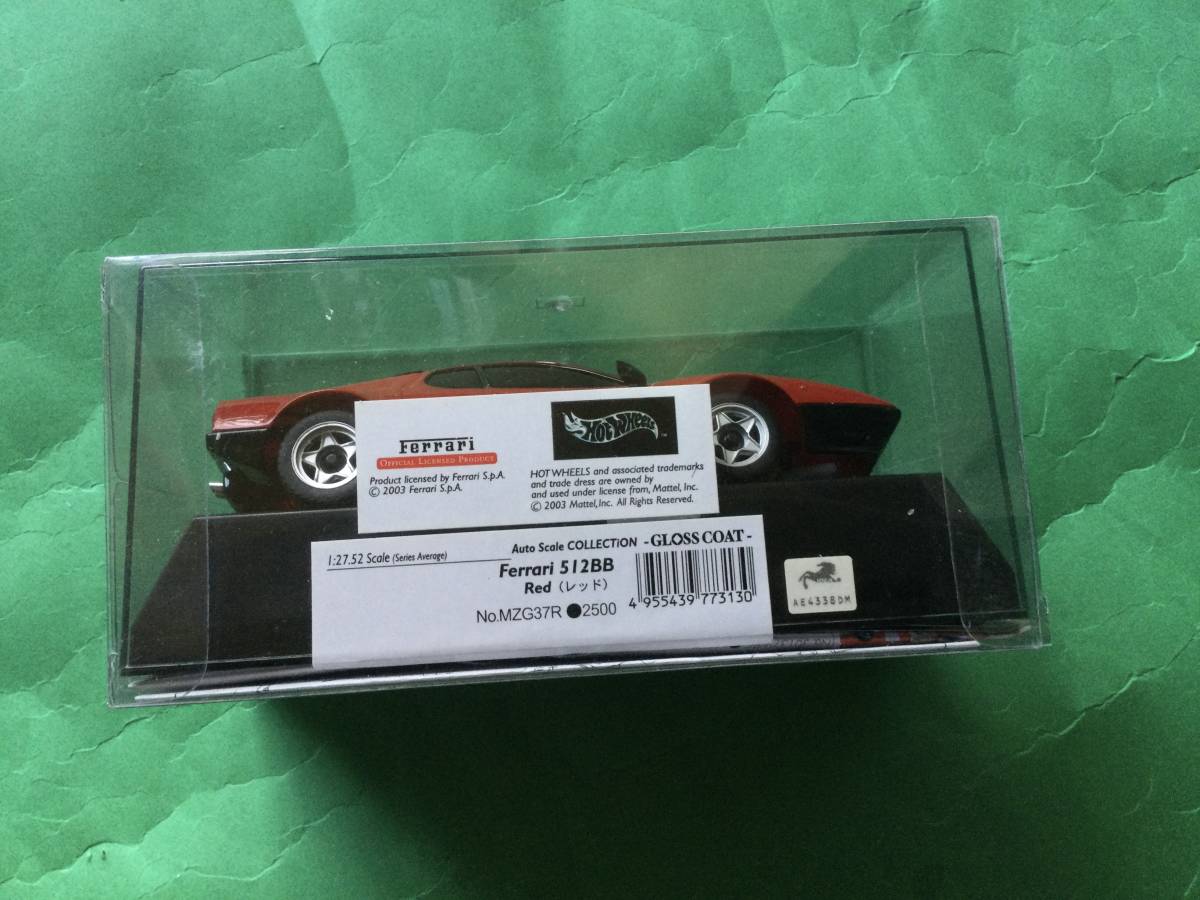 Ferrari
OFFICIAL LICENSED PRODUCT
Product licensed by Ferrari S.p.A.
© 2003 Ferrari S.p.A.
HOT WHEELS
™
HOT WHEELS and associated trademarks
and trade dress are owned by
and used under license from, Mattel, Inc.
© 2003 Mattel, Inc. All Rights Reserved.
1:27.52 Scale (Series Average)
Auto Scale COLLECTiON - GLOSS COAT -
Ferrari 512BB
Red（レッド）
No.MZG37R ●2500
4 955439 773130
AE4338DM